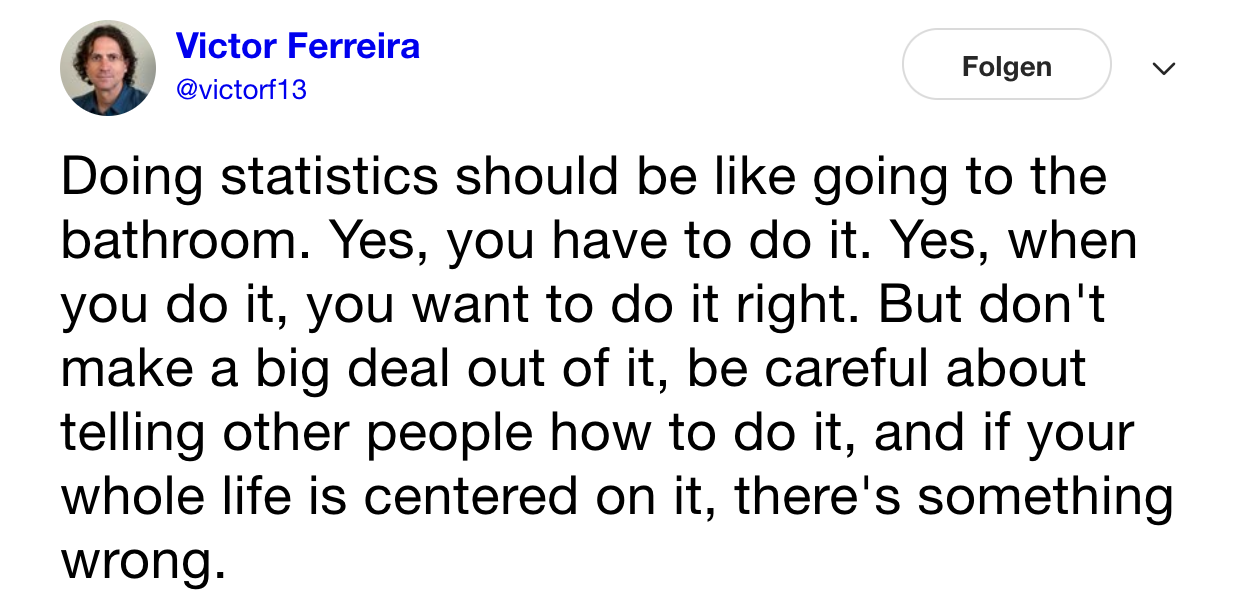 Victor Ferreira
@victorf13
Folgen
Doing statistics should be like going to the
bathroom. Yes, you have to do it. Yes, when
you do it, you want to do it right. But don't
make a big deal out of it, be careful about
telling other people how to do it, and if your
whole life is centered on it, there's something
wrong.